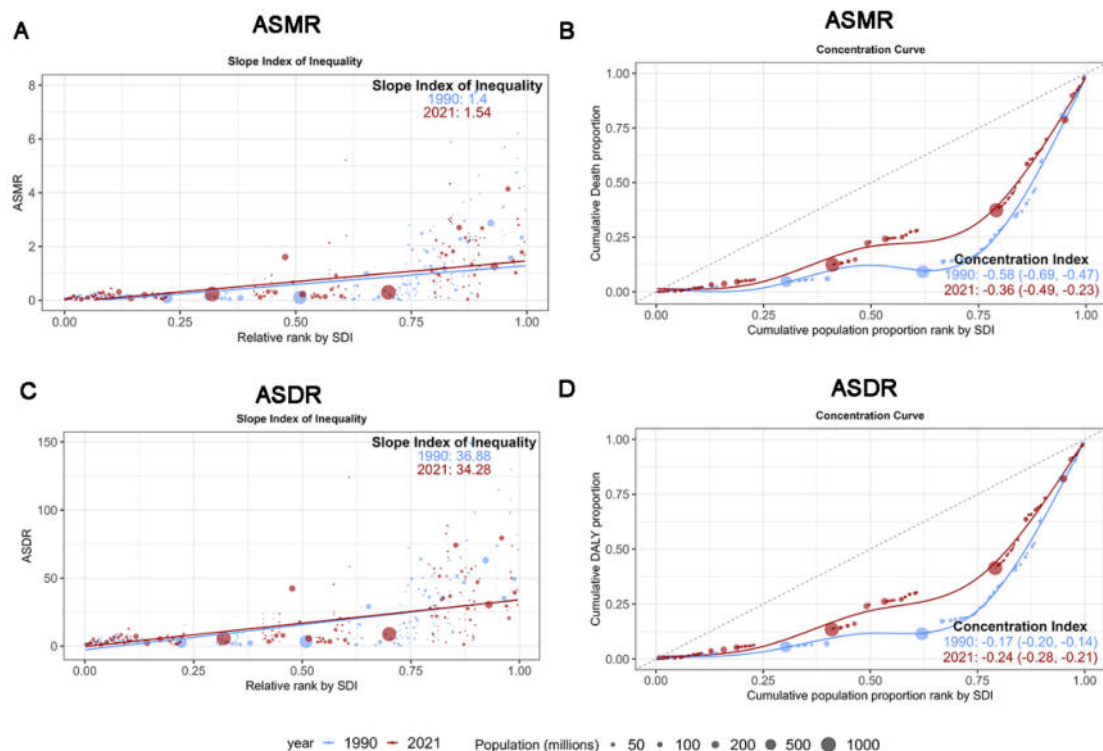 ASMR
ASMR
A
B
Slope Index of Inequality
Concentration Curve
Slope Index of Inequality
1990: 1.4
2021: 1.54
8
6
4
2
0
ASMR
0.00
0.25
0.50
0.75
1.00
Relative rank by SDI
1.00
0.75
0.50
0.25
0.00
Cumulative Death proportion
Concentration Index
1990: -0.58 (-0.69, -0.47)
2021: -0.36 (-0.49, -0.23)
0.00
0.25
0.50
0.75
1.00
Cumulative population proportion rank by SDI
C
ASDR
D
ASDR
Slope Index of Inequality
Concentration Curve
Slope Index of Inequality
1990: 36.88
2021: 34.28
150
100
50
0
ASDR
0.00
0.25
0.50
0.75
1.00
Relative rank by SDI
1.00
0.75
0.50
0.25
0.00
Cumulative DALY proportion
Concentration Index
1990: -0.17 (-0.20, -0.14)
2021: -0.24 (-0.28, -0.21)
0.00
0.25
0.50
0.75
1.00
Cumulative population proportion rank by SDI
year 1990 2021 Population (millions) 50 100 200 500 1000